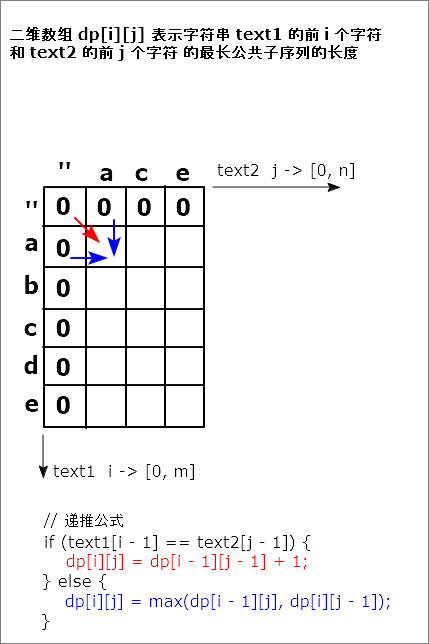 二维数组 dp[i][j] 表示字符串 text1 的前 i 个字符
和 text2 的前 j 个字符 的最长公共子序列的长度
" a c e text2 j -> [0, n]
" 0 0 0 0
a 0
b 0
c 0
d 0
e 0
text1 i -> [0, m]
// 递推公式
if (text1[i - 1] == text2[j - 1]) {
dp[i][j] = dp[i - 1][j - 1] + 1;
} else {
dp[i][j] = max(dp[i - 1][j], dp[i][j - 1]);
}